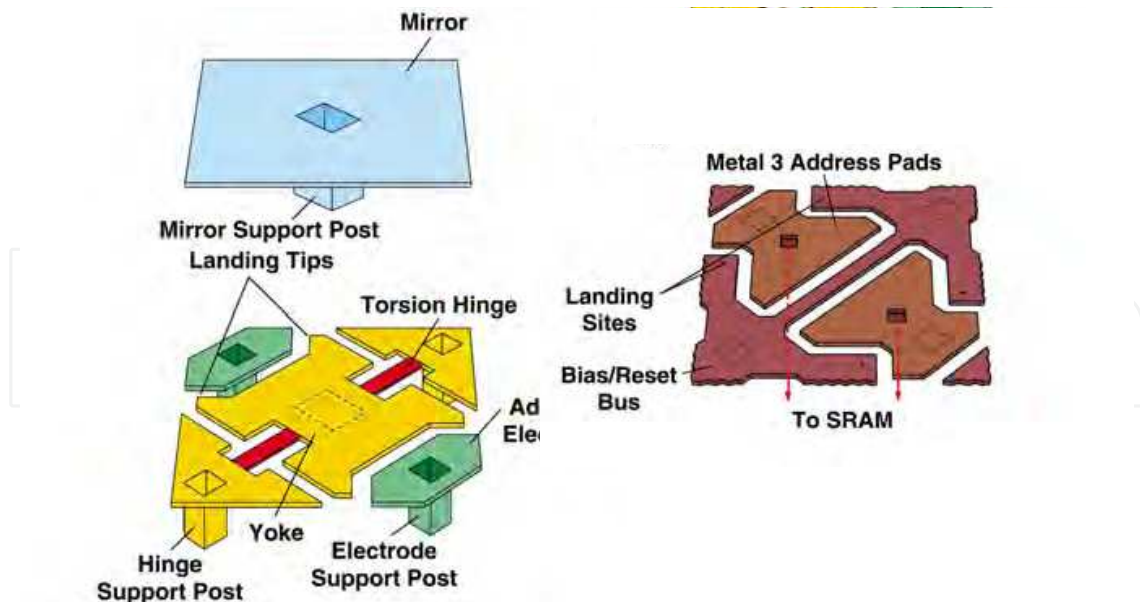 Mirror
Mirror Support Post
Landing Tips
Torsion Hinge
Yoke
Hinge
Support Post
Electrode
Support Post
Metal 3 Address Pads
Landing
Sites
Bias/Reset
Bus
To SRAM